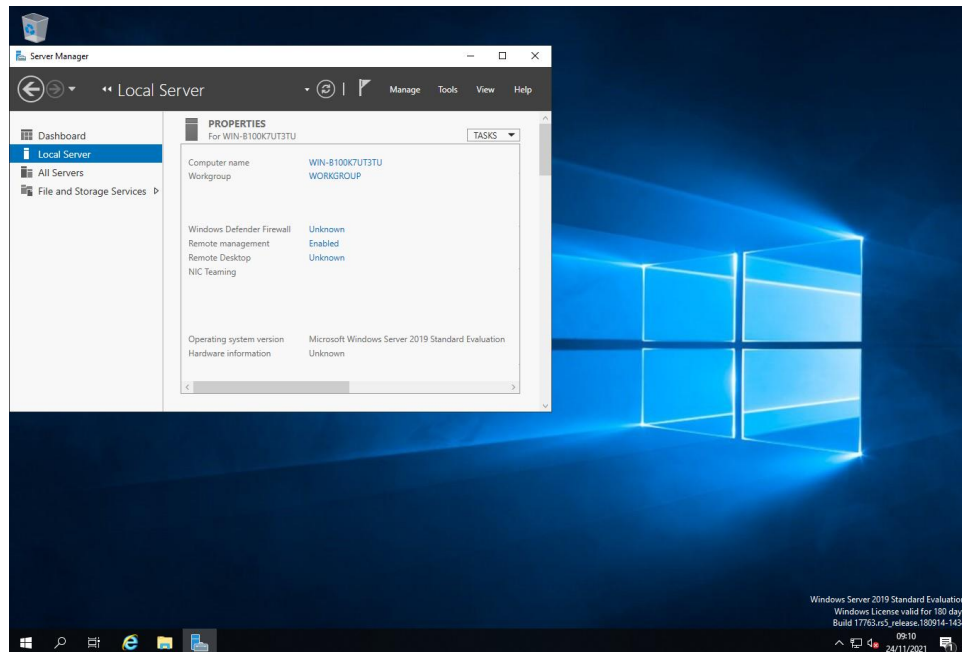 Server Manager
Local Server
Manage Tools View Help
Dashboard
Local Server
All Servers
File and Storage Services
PROPERTIES
For WIN-B100K7UT3TU
TASKS
Computer name WIN-B100K7UT3TU
Workgroup WORKGROUP
Windows Defender Firewall Unknown
Remote management Enabled
Remote Desktop Unknown
NIC Teaming
Operating system version Microsoft Windows Server 2019 Standard Evaluation
Hardware information Unknown
Windows Server 2019 Standard Evaluatio
Windows License valid for 180 day
Build 17763.rs5_release.180914-143
09:10
24/11/2021
1